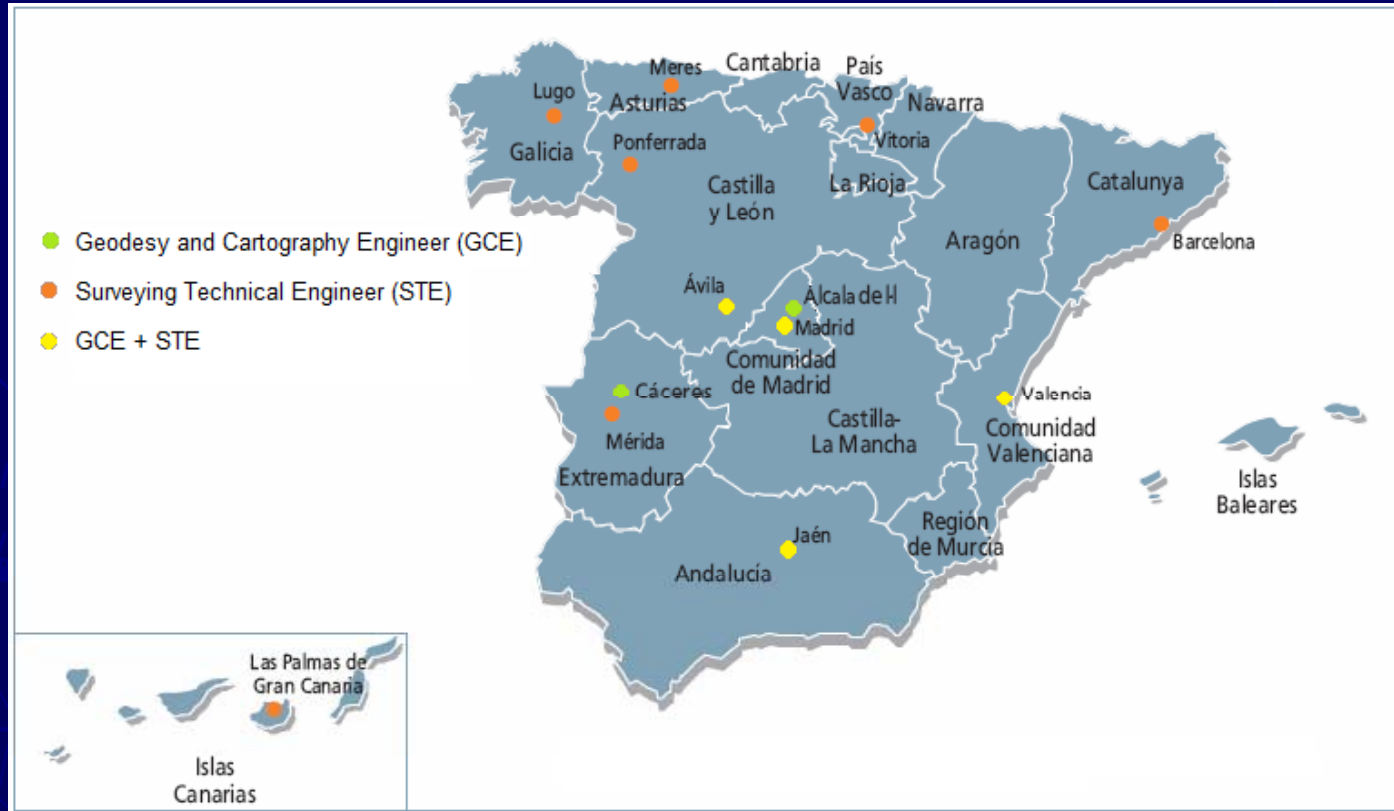 Cantabria
País
Vasco
Meres
Navarra
Lugo
Asturias
Ponferrada
Vitoria
Galicia
La Rioja
Catalunya
Castilla
y León
Geodesy and Cartography Engineer (GCE)
Aragón
Barcelona
Surveying Technical Engineer (STE)
Ávila
Alcala de H
GCE + STE
Madrid
Comunidad
de Madrid
Cáceres
Valencia
Castilla-
La Mancha
Comunidad
Valenciana
Mérida
Extremadura
Islas
Baleares
Región
de Murcia
Jaén
Andalucía
Las Palmas de
Gran Canaria
Islas
Canarias